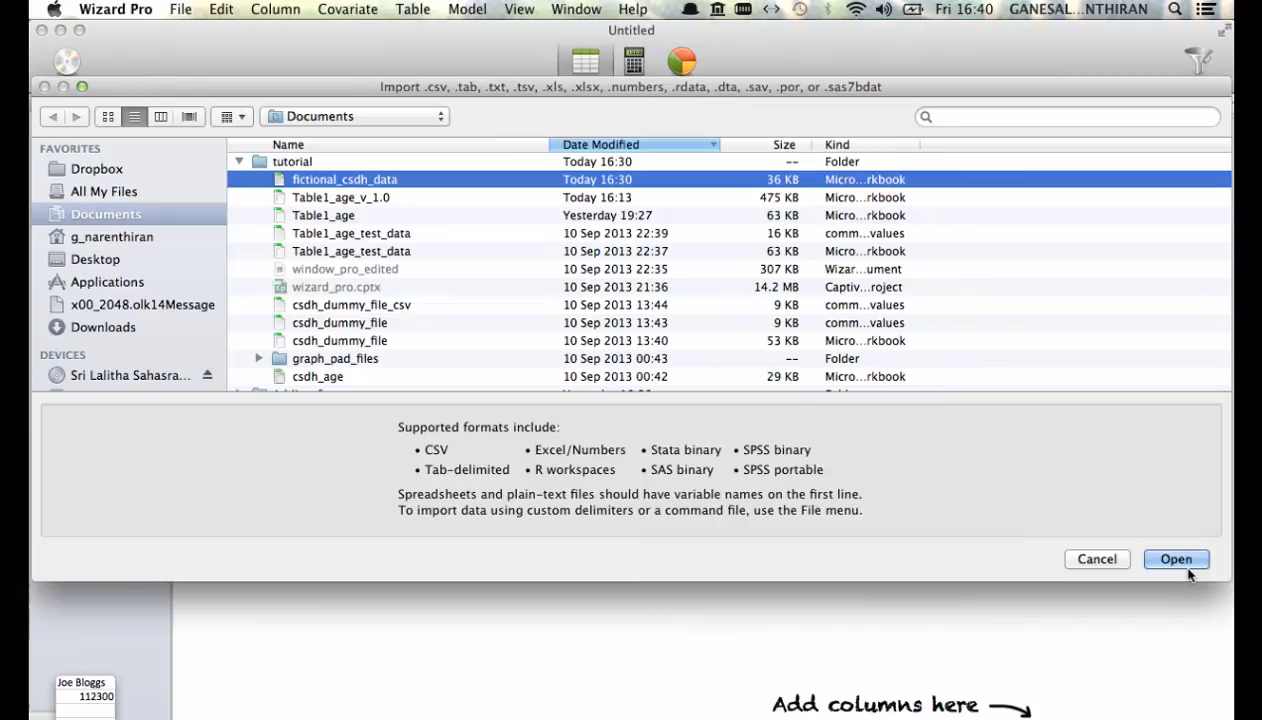 Wizard Pro File Edit Column Covariate Table Model View Window Help Fri 16:40 GANESAL...NTHIRAN
Untitled
Import .csv, .tab, .txt, .tsv, .xls, .xlsx, .numbers, .rdata, .dta, .sav, .por, or .sas7bdat
Documents
FAVORITES
Dropbox
All My Files
Documents
g_narenthiran
Desktop
Applications
x00_2048.olk14Message
Downloads
DEVICES
Sri Lalitha Sahasra...
Name Date Modified Size Kind
tutorial Today 16:30 -- Folder
fictional_csdh_data Today 16:30 36 KB Micro...rkbook
Table1_age_v_1.0 Today 16:13 475 KB Micro...rkbook
Table1_age Yesterday 19:27 63 KB Micro...rkbook
Table1_age_test_data 10 Sep 2013 22:39 16 KB comm...values
Table1_age_test_data 10 Sep 2013 22:37 63 KB Micro...rkbook
window_pro_edited 10 Sep 2013 22:35 307 KB Wizar...ument
wizard_pro.cptx 10 Sep 2013 21:36 14.2 MB Captiv...roject
csdh_dummy_file_csv 10 Sep 2013 13:44 9 KB comm...values
csdh_dummy_file 10 Sep 2013 13:43 9 KB comm...values
csdh_dummy_file 10 Sep 2013 13:40 53 KB Micro...rkbook
graph_pad_files 10 Sep 2013 00:43 -- Folder
csdh_age 10 Sep 2013 00:42 29 KB Micro...rkbook
Supported formats include:
• CSV • Excel/Numbers • Stata binary • SPSS binary
• Tab-delimited • R workspaces • SAS binary • SPSS portable
Spreadsheets and plain-text files should have variable names on the first line.
To import data using custom delimiters or a command file, use the File menu.
Cancel Open
Joe Bloggs
112300
Add columns here